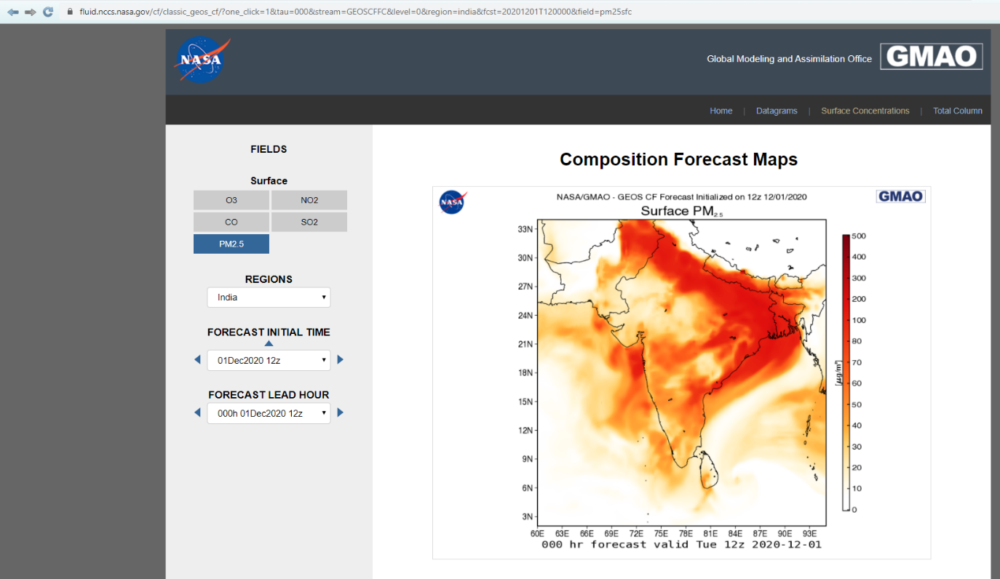 fluid.nccs.nasa.gov/cf/classic_geos_cf/?one_click=1&tau=000&stream=GEOSCFFC&level=0&region=india&fcst=20201201T120000&field=pm25sfc
NASA
Global Modeling and Assimilation Office GMAO
Home | Datagrams | Surface Concentrations | Total Column
FIELDS
Surface
O3 NO2
CO SO2
PM2.5
REGIONS
India
FORECAST INITIAL TIME
01Dec2020 12z
FORECAST LEAD HOUR
000h 01Dec2020 12z
Composition Forecast Maps
NASA
NASA/GMAO - GEOS CF Forecast Initialized on 12z 12/01/2020
GMAO
Surface PM2.5
33N
30N
27N
24N
21N
18N
15N
12N
9N
6N
3N
60E 63E 66E 69E 72E 75E 78E 81E 84E 87E 90E 93E
000 hr forecast valid Tue 12z 2020-12-01
500
400
300
200
100
80
70
60
50
40
30
20
10
0
[µg/m³]